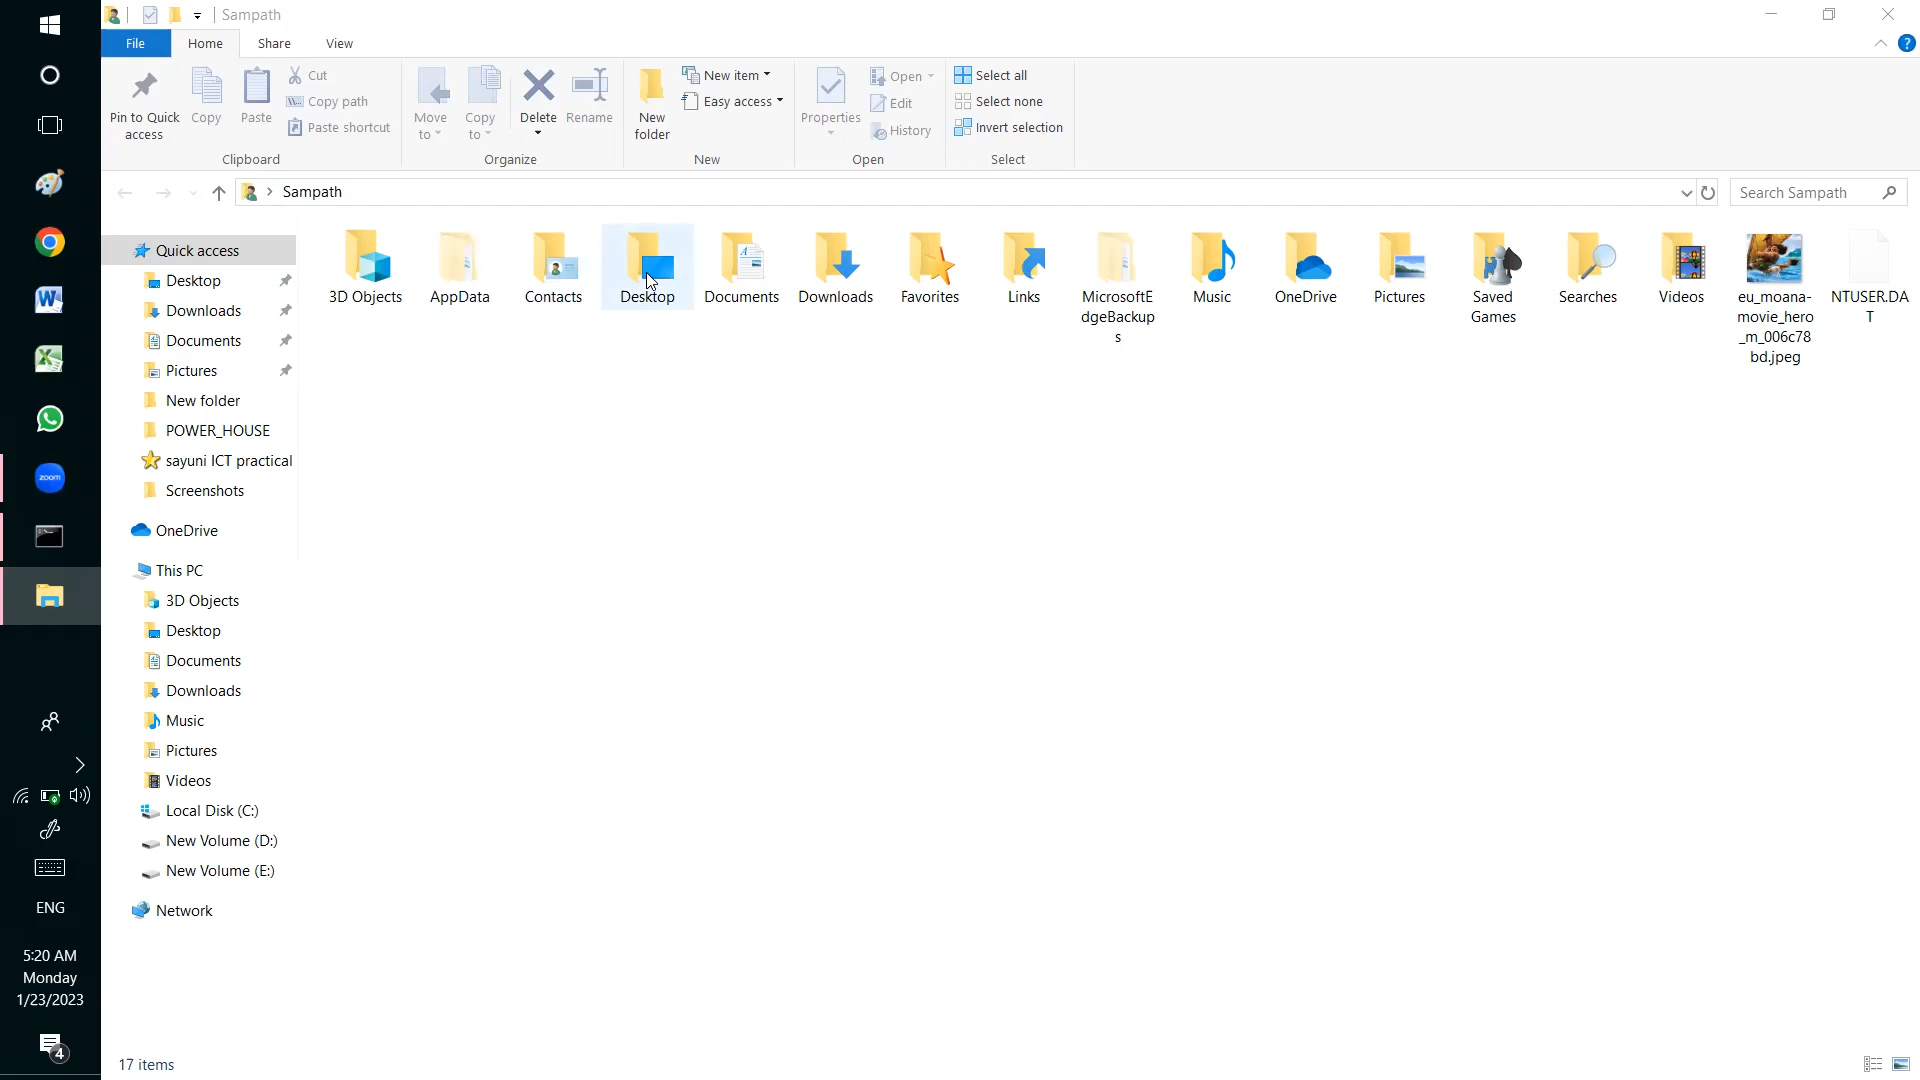 Sampath
File
Home
Share
View
Pin to Quick
access
Copy
Paste
Cut
Copy path
Paste shortcut
Clipboard
Move
to
Copy
to
Delete
Rename
Organize
New
folder
New item
Easy access
New
Properties
Open
Edit
History
Open
Select all
Select none
Invert selection
Select
Sampath
Search Sampath
Quick access
Desktop
Downloads
Documents
Pictures
New folder
POWER_HOUSE
sayuni ICT practical
Screenshots
OneDrive
This PC
3D Objects
Desktop
Documents
Downloads
Music
Pictures
Videos
Local Disk (C:)
New Volume (D:)
New Volume (E:)
Network
3D Objects
AppData
Contacts
Desktop
Documents
Downloads
Favorites
Links
MicrosoftE
dgeBackup
s
Music
OneDrive
Pictures
Saved
Games
Searches
Videos
eu_moana-
movie_hero
_m_006c78
bd.jpeg
NTUSER.DA
T
zoom
ENG
5:20 AM
Monday
1/23/2023
4
17 items